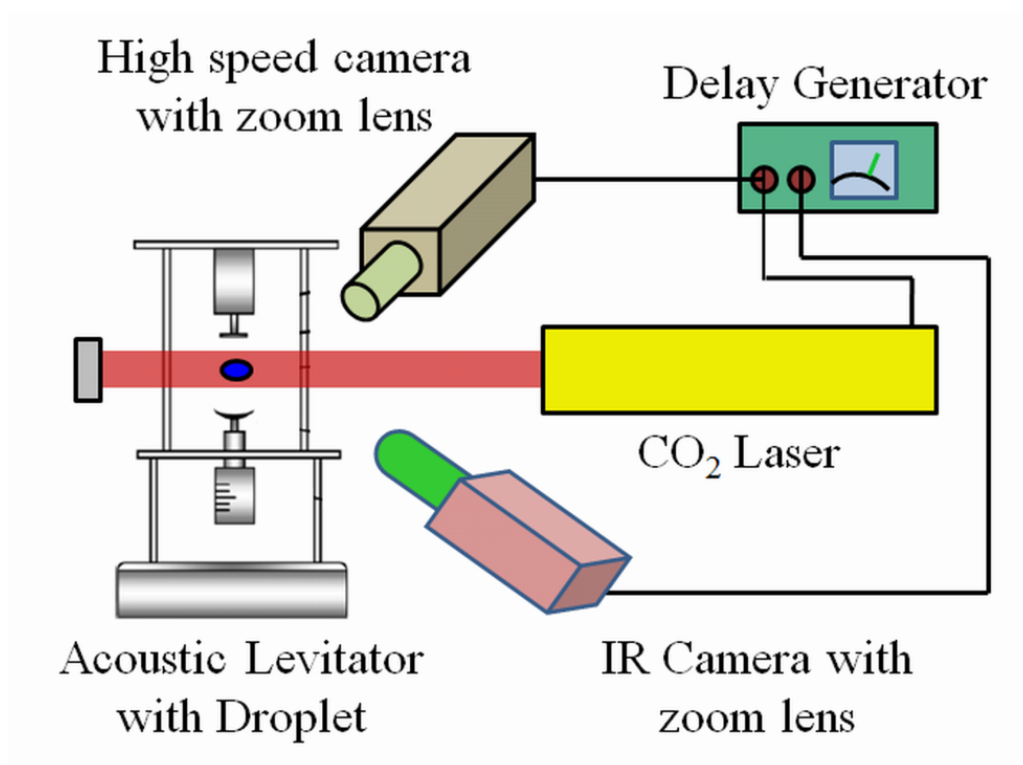 High speed camera
with zoom lens
Delay Generator
CO₂ Laser
Acoustic Levitator
with Droplet
IR Camera with
zoom lens